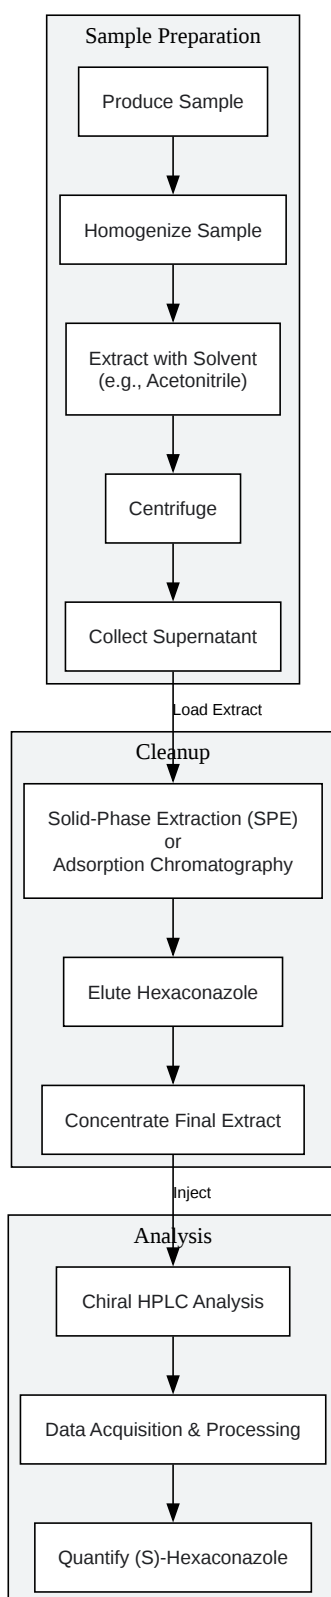 Sample Preparation
Produce Sample
Homogenize Sample
Extract with Solvent
(e.g., Acetonitrile)
Centrifuge
Collect Supernatant
Load Extract
Cleanup
Solid-Phase Extraction (SPE)
or
Adsorption Chromatography
Elute Hexaconazole
Concentrate Final Extract
Inject
Analysis
Chiral HPLC Analysis
Data Acquisition & Processing
Quantify (S)-Hexaconazole